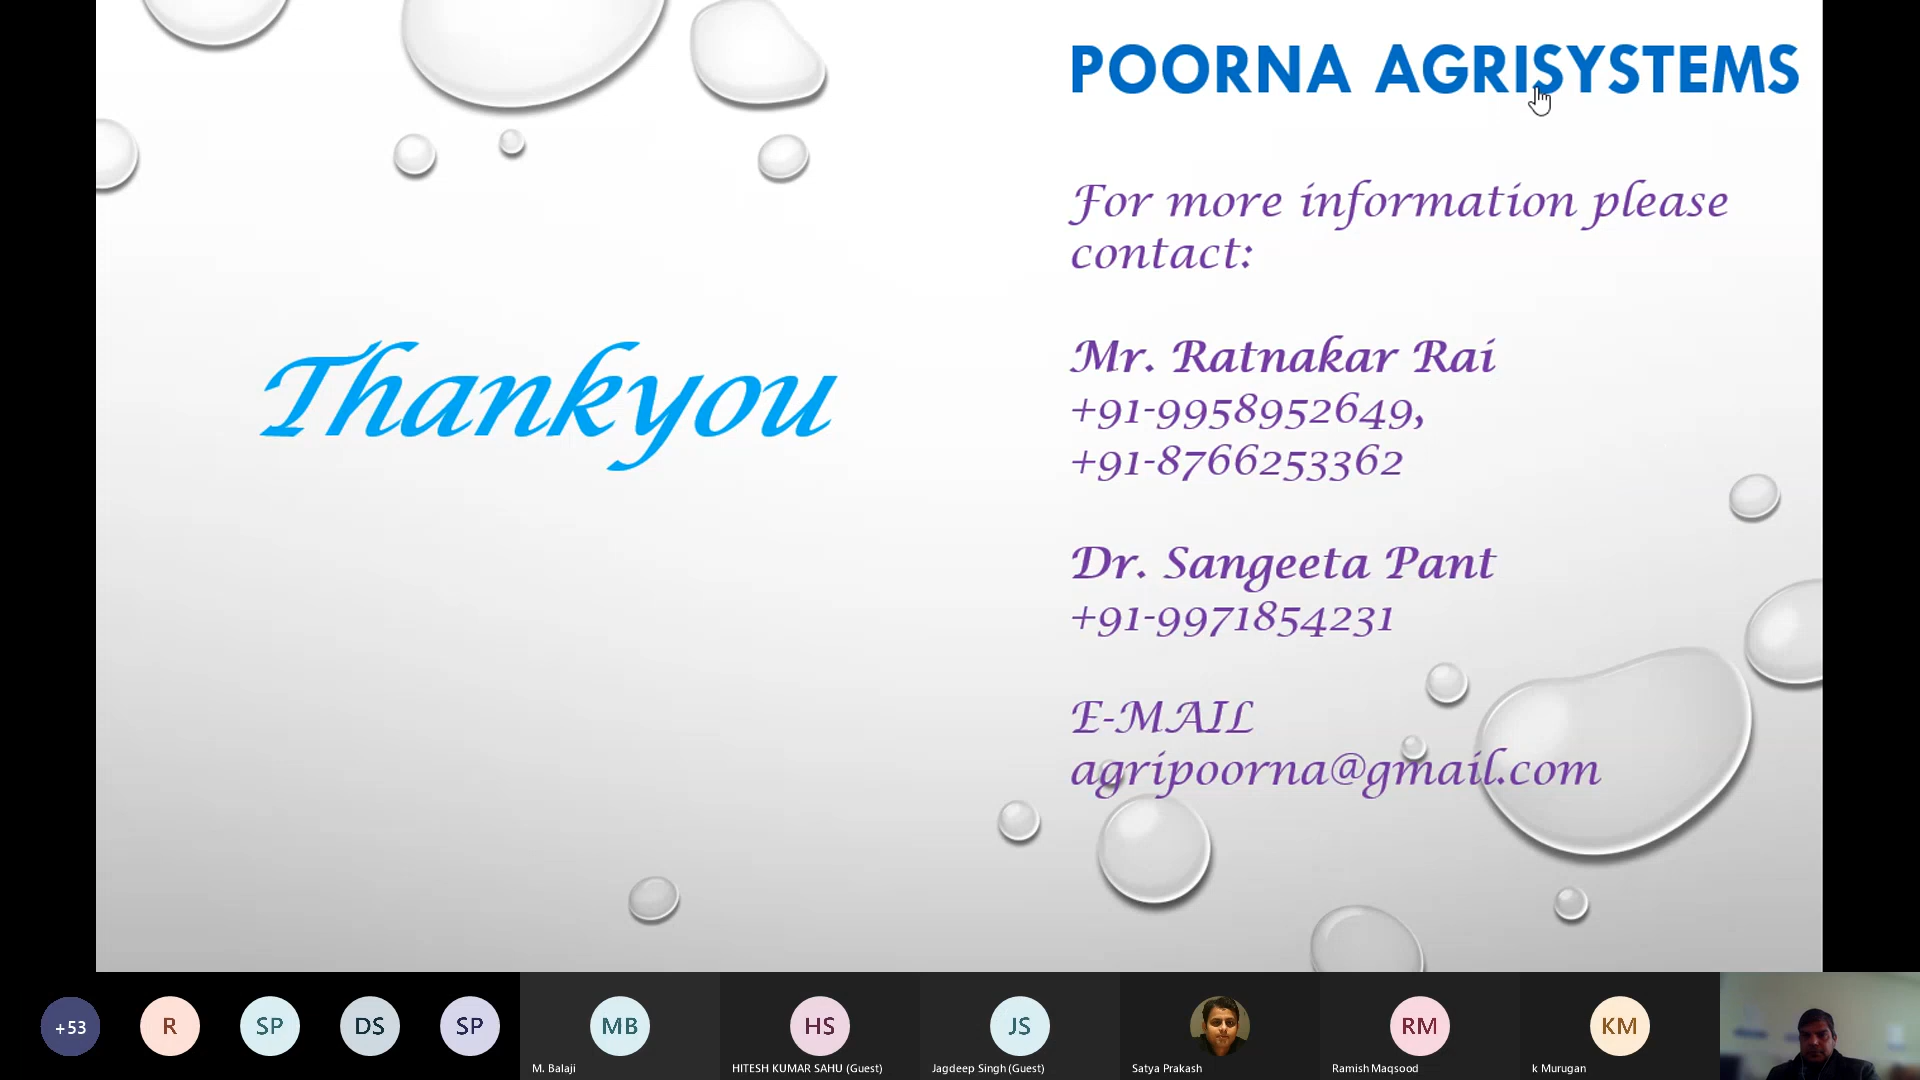 POORNA AGRISYSTEMS
For more information please
contact:
Thankyou
Mr. Ratnakar Rai
+91-9958952649,
+91-8766253362
Dr. Sangeeta Pant
+91-9971854231
E-MAIL
agripoorna@gmail.com
+53
R
SP
DS
SP
MB
HS
JS
RM
KM
M. Balaji
HITESH KUMAR SAHU (Guest)
Jagdeep Singh (Guest)
Satya Prakash
Ramish Maqsood
k Murugan